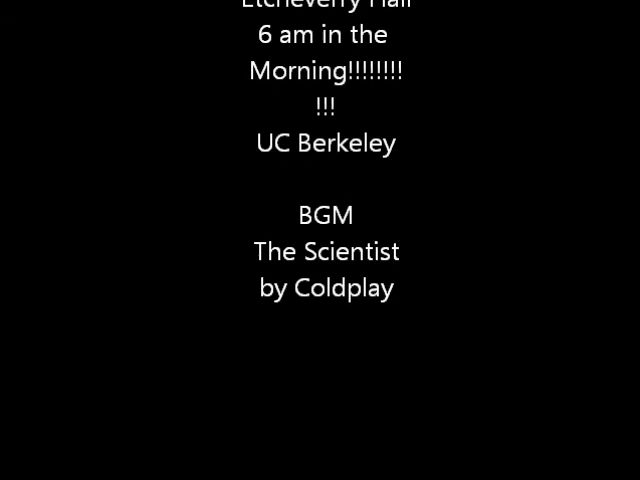 Etcheverry Hall
6 am in the
Morning!!!!!!!!
!!!
UC Berkeley
BGM
The Scientist
by Coldplay